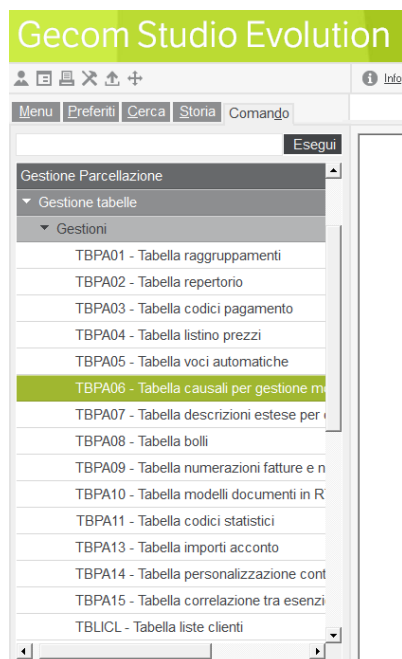 Gecom Studio Evolution
Info
Menu Preferiti Cerca Storia Comando
Esegui
Gestione Parcellazione
Gestione tabelle
Gestioni
TBPA01 - Tabella raggruppamenti
TBPA02 - Tabella repertorio
TBPA03 - Tabella codici pagamento
TBPA04 - Tabella listino prezzi
TBPA05 - Tabella voci automatiche
TBPA06 - Tabella causali per gestione
TBPA07 - Tabella descrizioni estese per
TBPA08 - Tabella bolli
TBPA09 - Tabella numerazioni fatture e n
TBPA10 - Tabella modelli documenti in
TBPA11 - Tabella codici statistici
TBPA13 - Tabella importi acconto
TBPA14 - Tabella personalizzazione cont
TBPA15 - Tabella correlazione tra esenzi
TBLICL - Tabella liste clienti